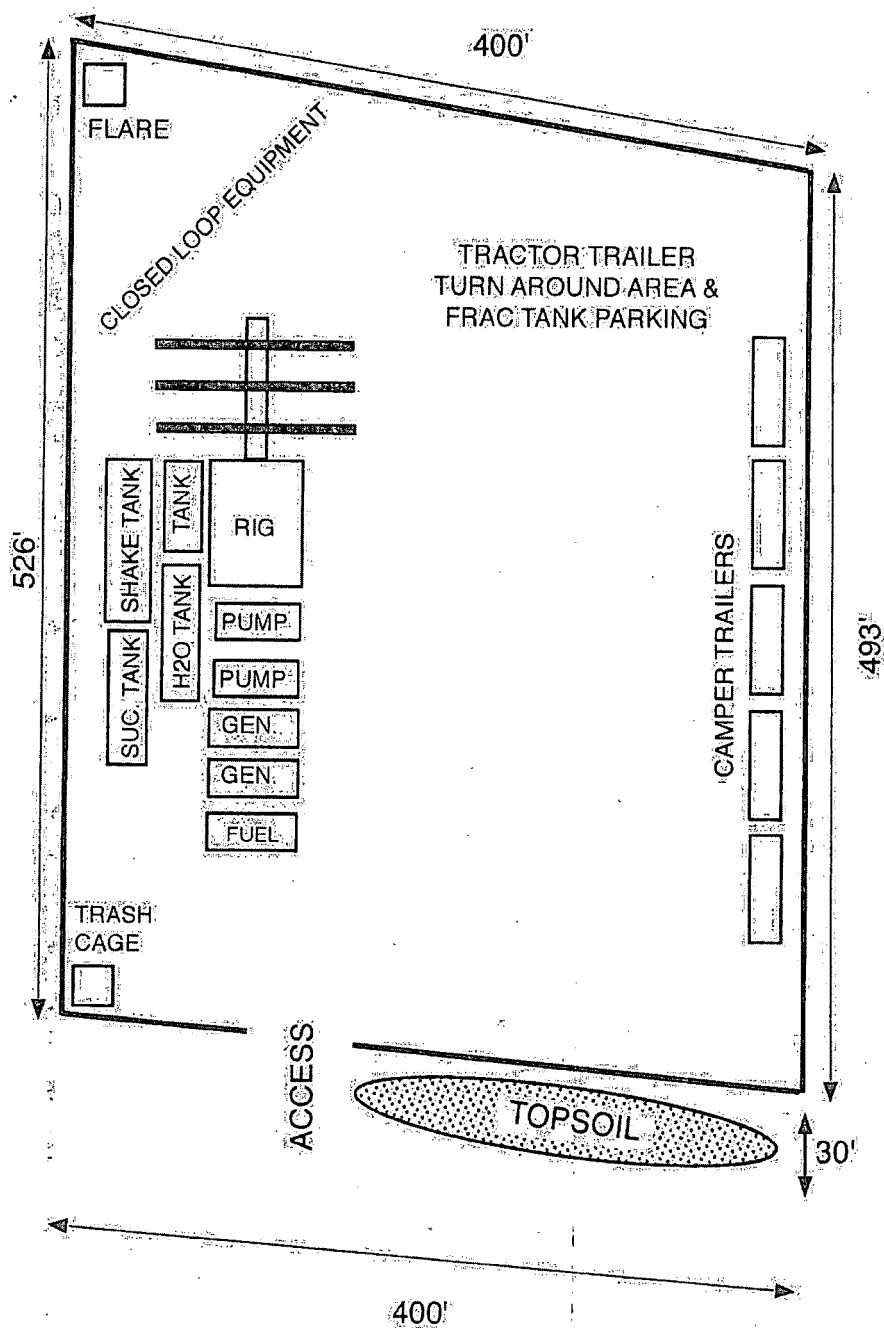 400'
FLARE
CLOSED LOOP EQUIPMENT
TRACTOR TRAILER
TURN AROUND AREA &
FRAC TANK PARKING
526'
SHAKE TANK
TANK
RIG
SUC. TANK
H2O TANK
PUMP
PUMP
GEN.
GEN.
FUEL
CAMPER TRAILERS
493'
TRASH
CAGE
ACCESS
TOPSOIL
30'
400'